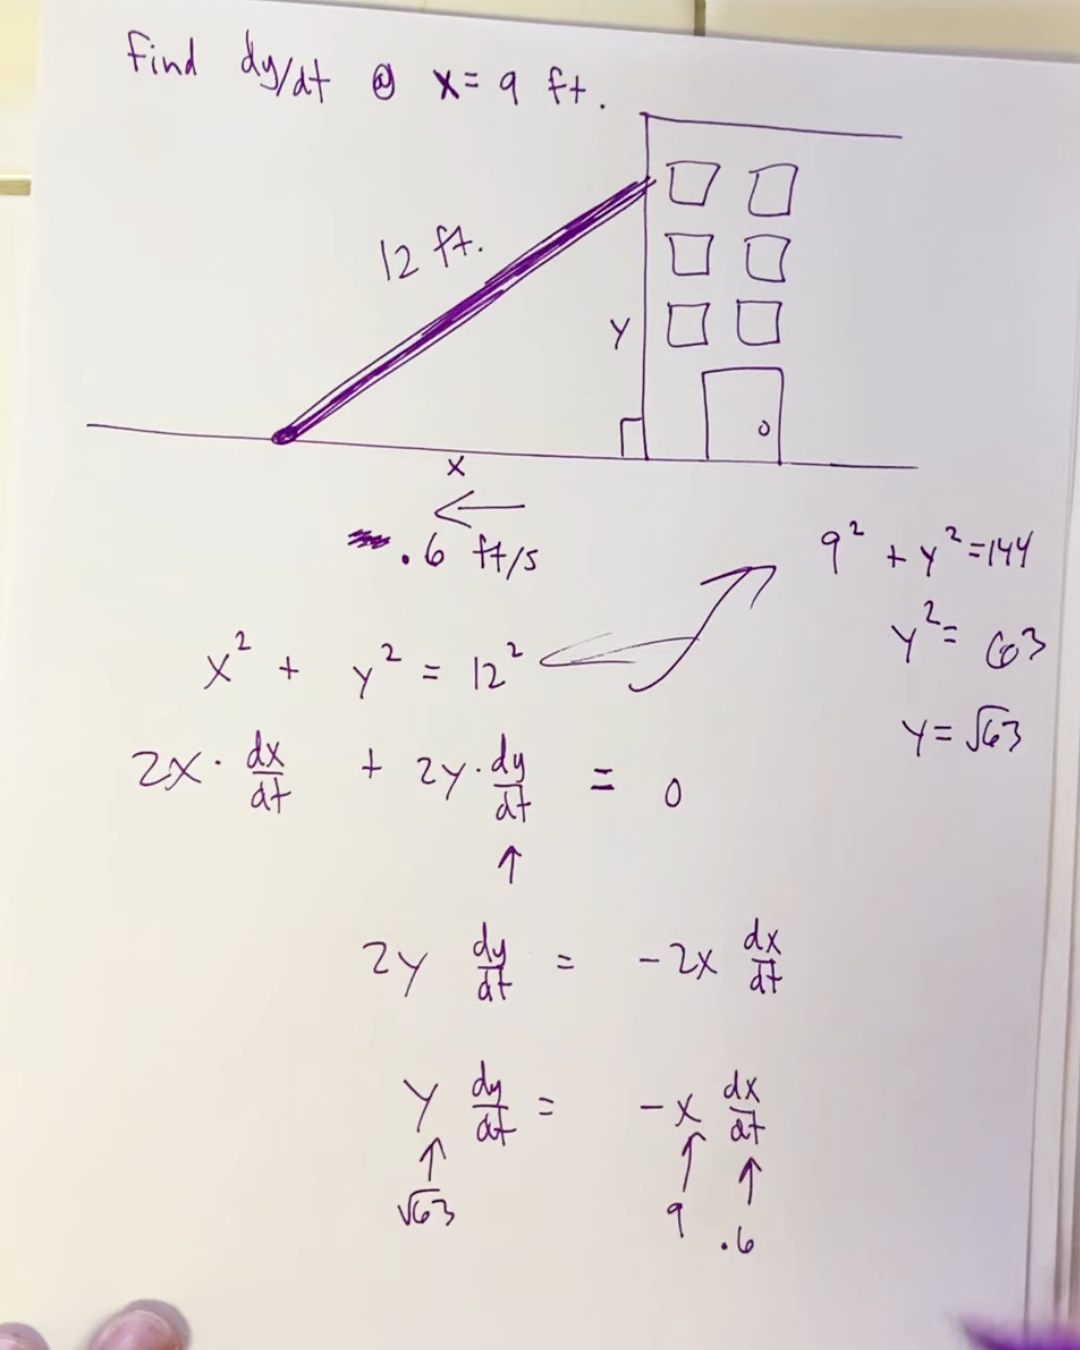 Find dy/dt @ x = 9 ft.
12 ft.
y
x
.6 ft/s
9² + y² = 144
y² = 63
y = √63
x² + y² = 12²
2x · dx/dt + 2y · dy/dt = 0
2y dy/dt = -2x dx/dt
y dy/dt = -x dx/dt
√63 9 .6